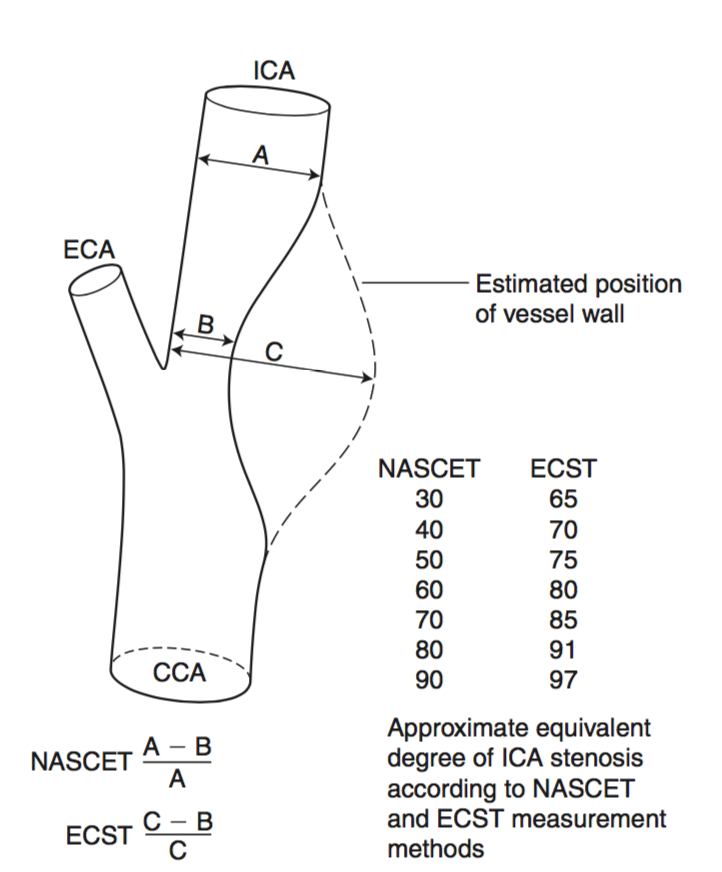 ICA
A
ECA
Estimated position
of vessel wall
B
C
NASCET ECST
30 65
40 70
50 75
60 80
70 85
80 91
90 97
CCA
Approximate equivalent
degree of ICA stenosis
according to NASCET
and ECST measurement
methods
NASCET A – B
A
ECST C – B
C